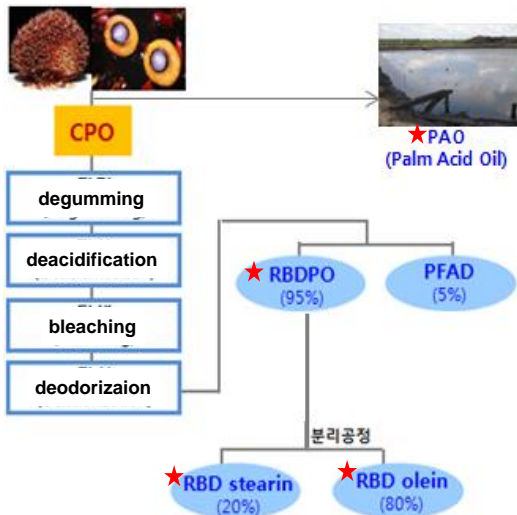 CPO
PAO
(Palm Acid Oil)
degumming
deacidification
bleaching
deodorizaion
RBDPO
(95%)
PFAD
(5%)
분리공정
RBD stearin
(20%)
RBD olein
(80%)